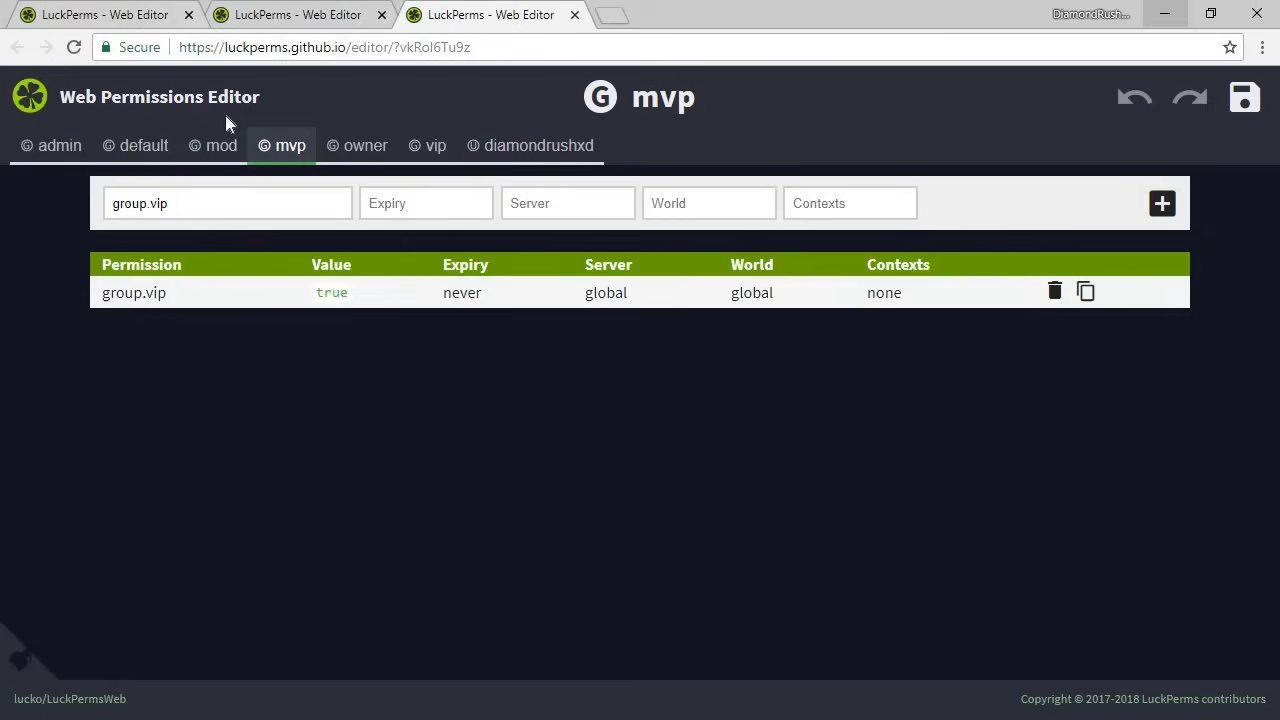 LuckPerms - Web Editor
LuckPerms - Web Editor
LuckPerms - Web Editor
DiamondRush...
Secure
https://luckperms.github.io/editor/?vkRol6Tu9z
Web Permissions Editor
G mvp
G admin
G default
G mod
G mvp
G owner
G vip
U diamondrushxd
group.vip
Expiry
Server
World
Contexts
Permission Value Expiry Server World Contexts
group.vip true never global global none
lucko/LuckPermsWeb
Copyright © 2017-2018 LuckPerms contributors